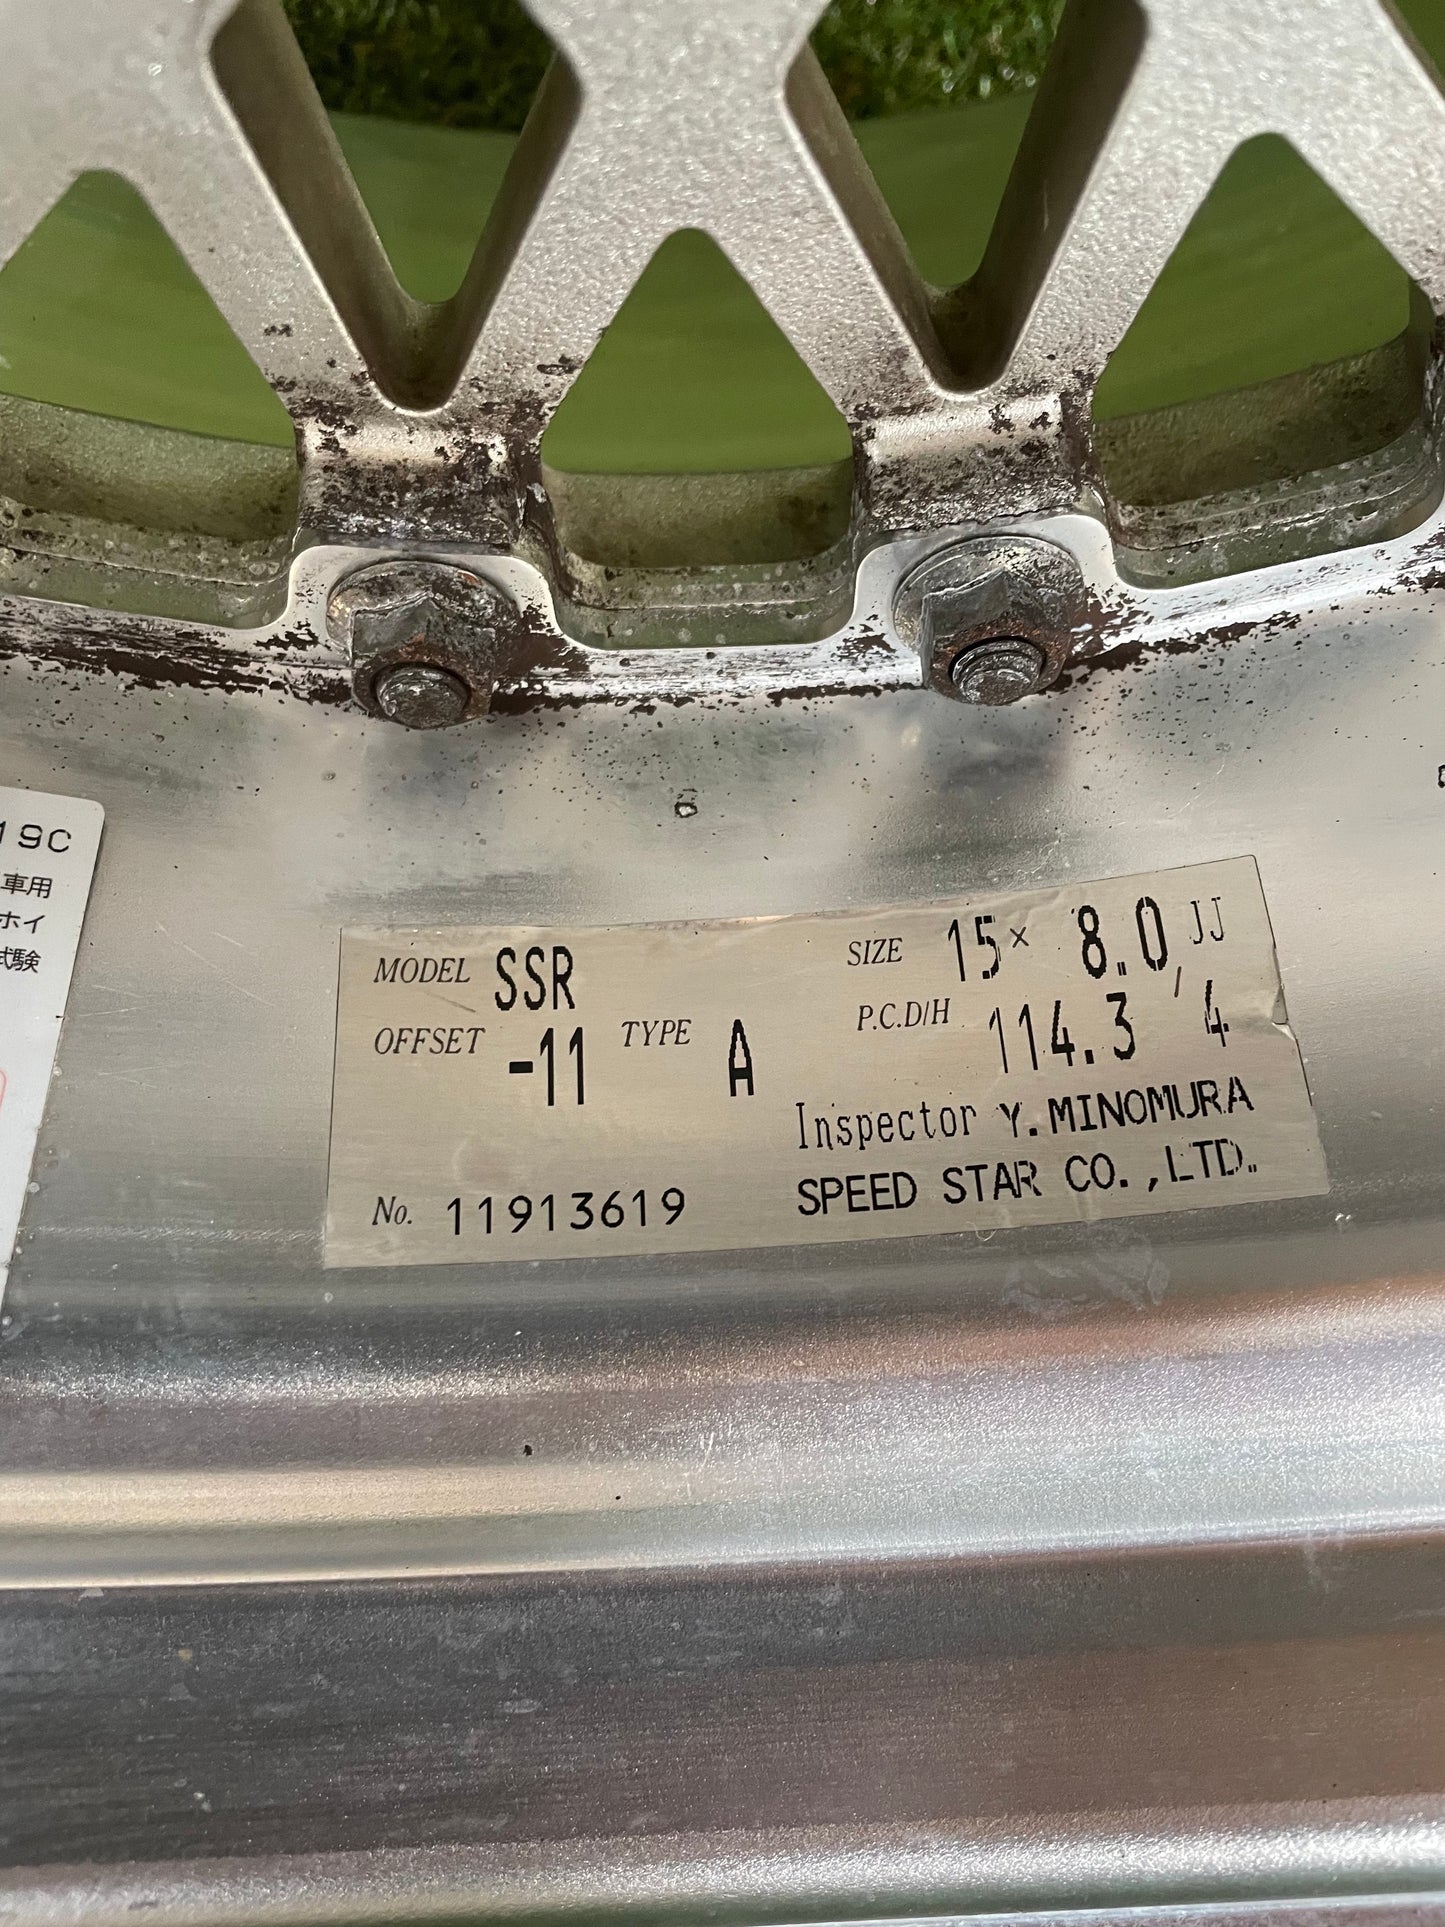 19C
車用
ホイ
試験
MODEL SSR SIZE 15× 8.0 JJ
OFFSET -11 TYPE A P.C.D/H 114.3 / 4
Inspector Y. MINOMURA
No. 11913619 SPEED STAR CO.,LTD.